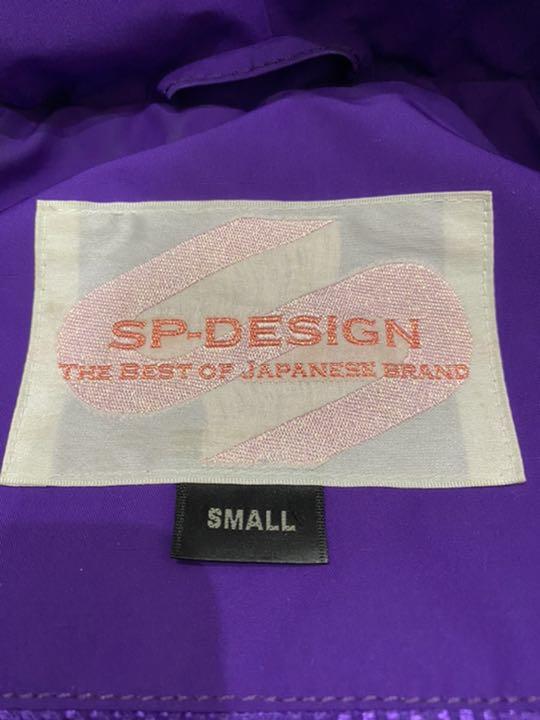 SP-DESIGN
THE BEST OF JAPANESE BRAND
SMALL